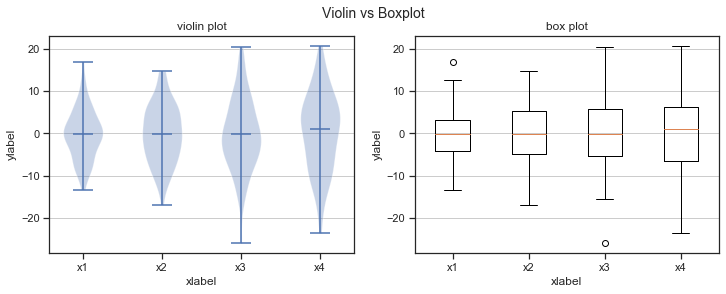 Violin vs Boxplot
violin plot
20
10
0
−10
−20
ylabel
x1 x2 x3 x4
xlabel
box plot
20
10
0
−10
−20
ylabel
x1 x2 x3 x4
xlabel